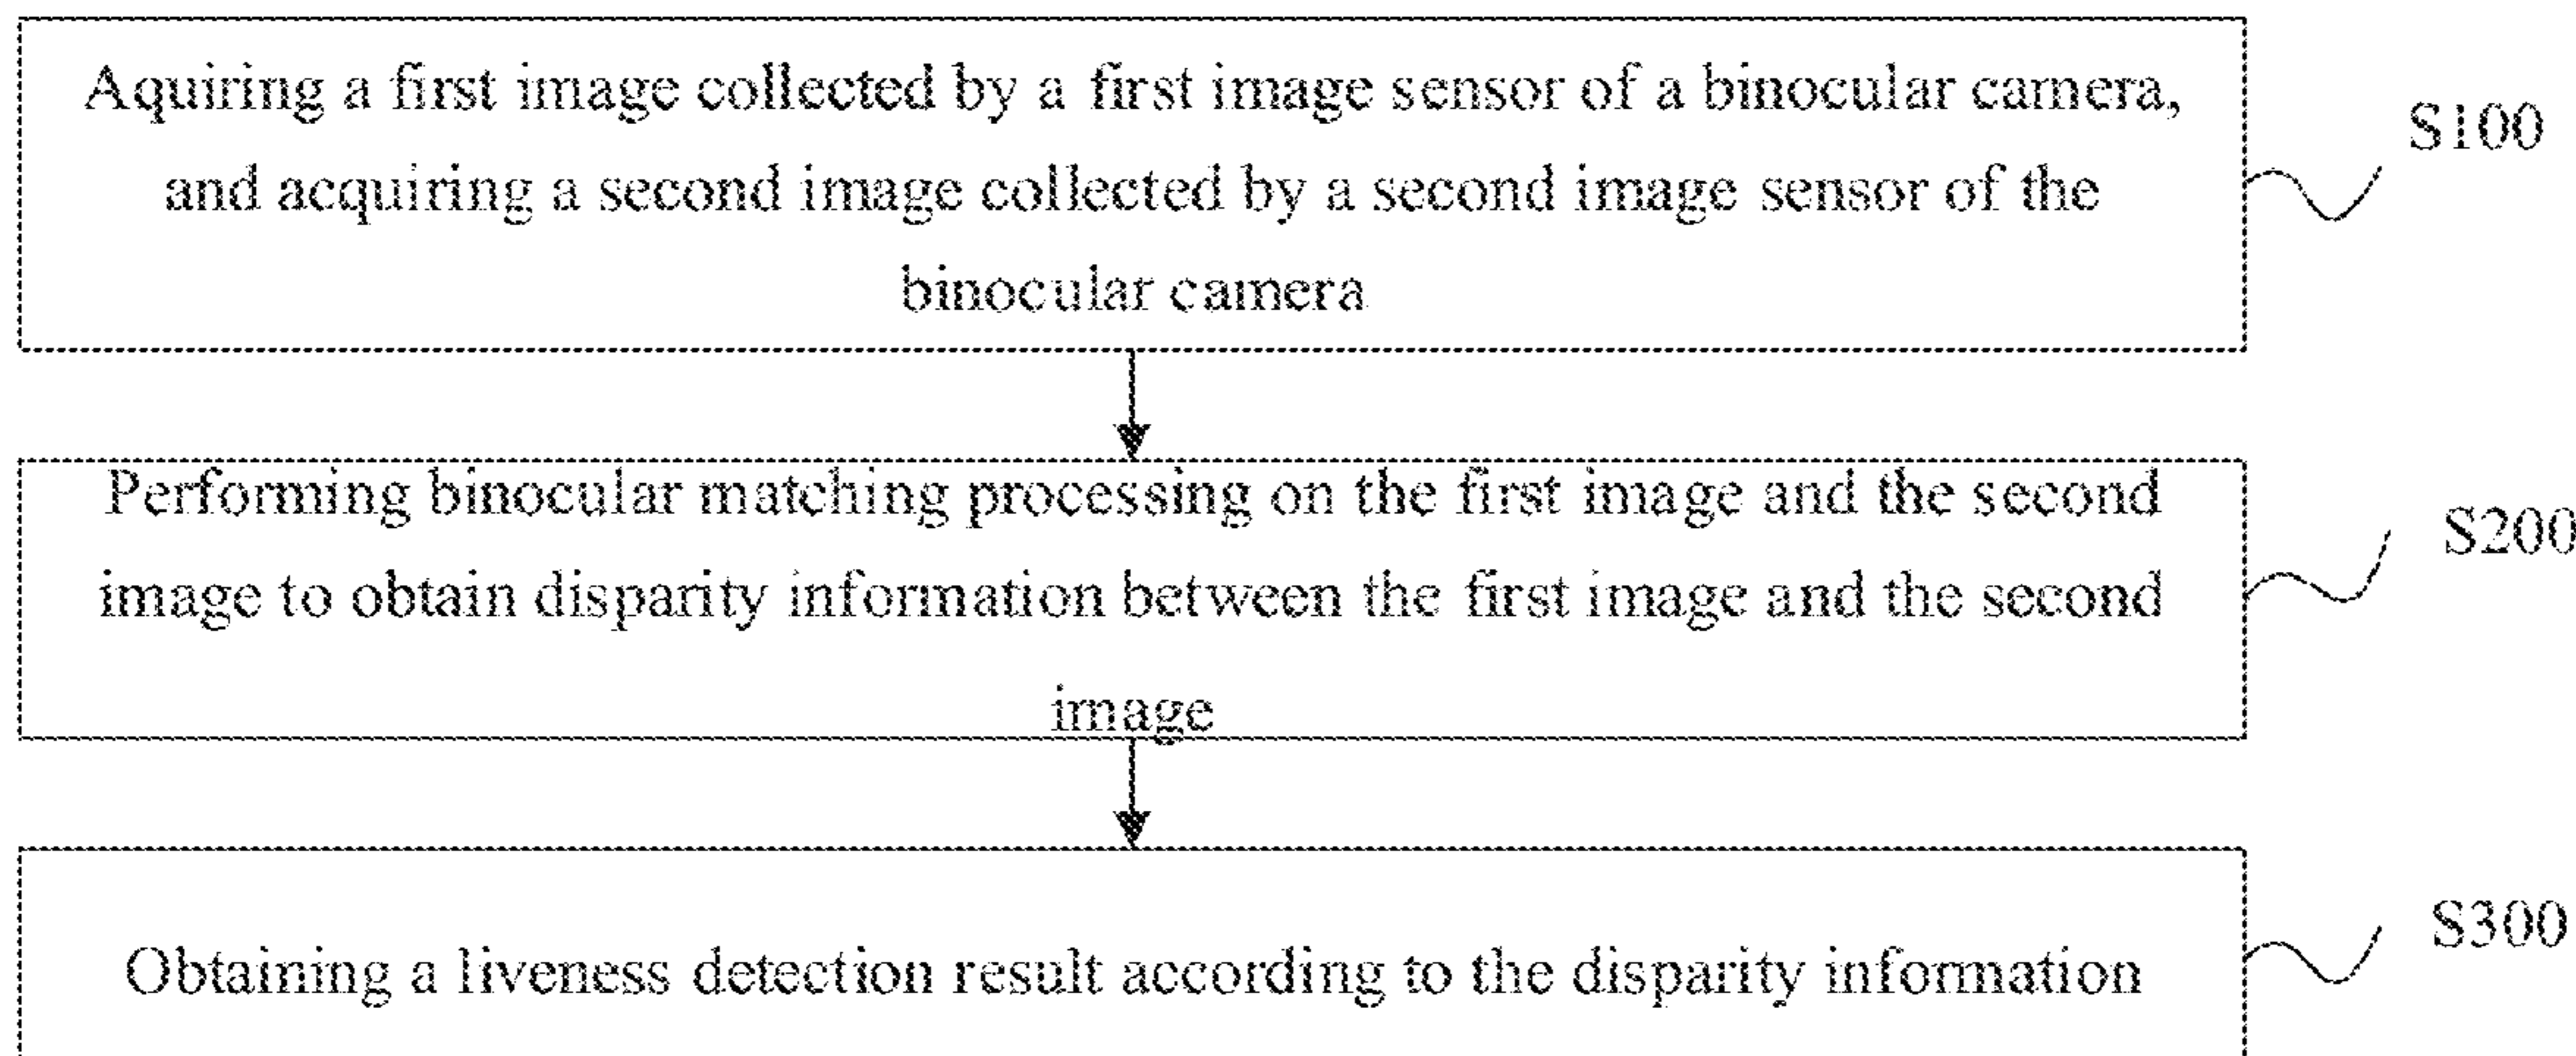 Aquiring a first image collected by a first image sensor of a binocular camera,
and acquiring a second image collected by a second image sensor of the
binocular camera
S100
Performing binocular matching processing on the first image and the second
image to obtain disparity information between the first image and the second
image
S200
Obtaining a liveness detection result according to the disparity information
S300